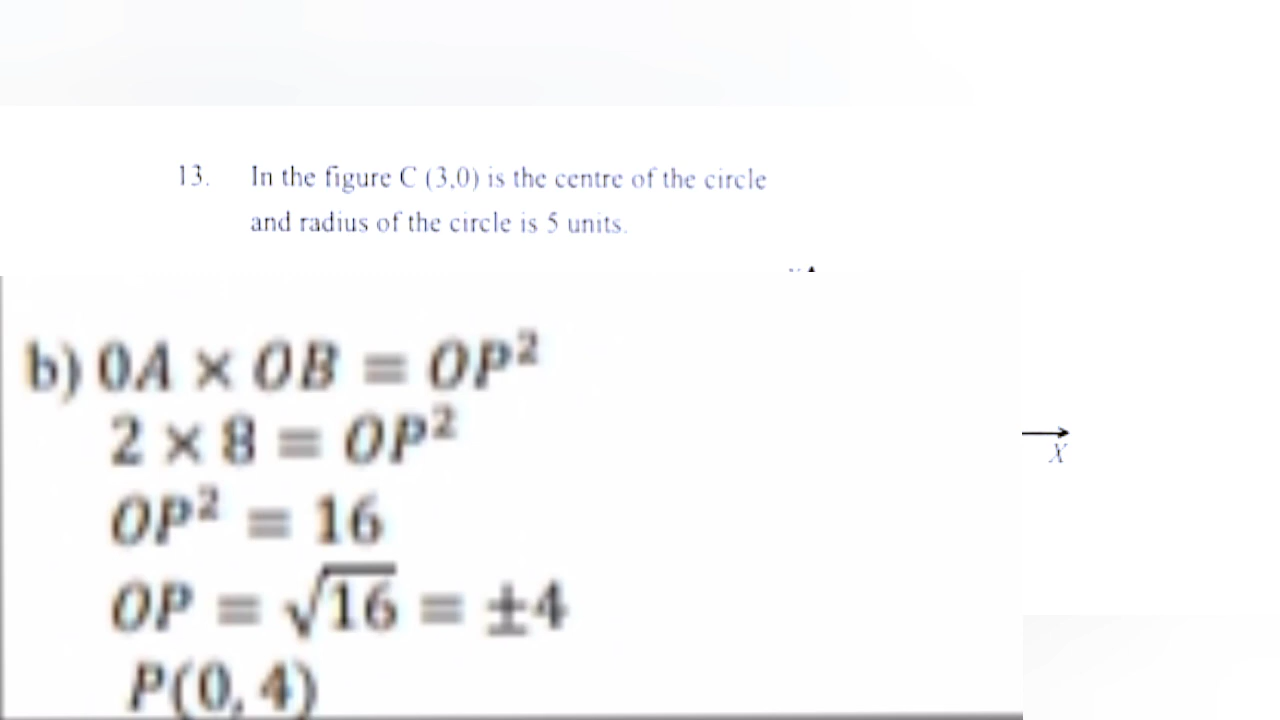 13. In the figure C (3,0) is the centre of the circle
and radius of the circle is 5 units.
b) 0A × OB = OP²
2 × 8 = OP²
OP² = 16
OP = √16 = ±4
P(0, 4)
X